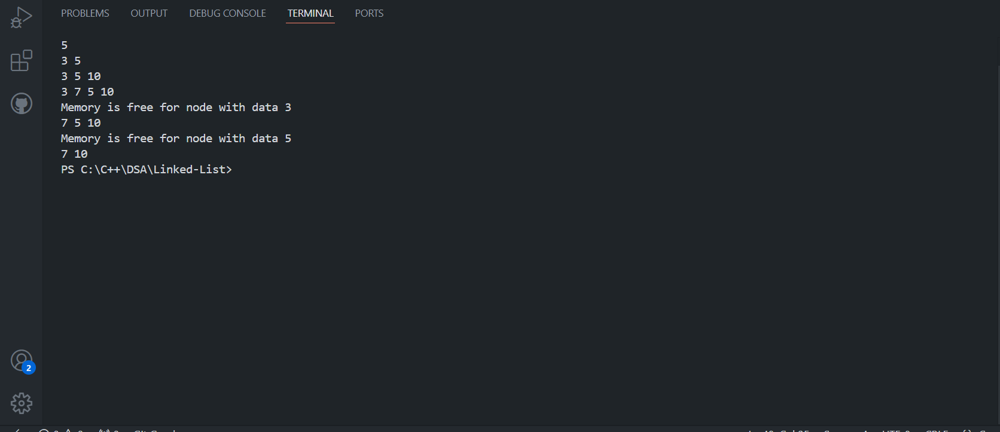 PROBLEMS OUTPUT DEBUG CONSOLE TERMINAL PORTS
5
3 5
3 5 10
3 7 5 10
Memory is free for node with data 3
7 5 10
Memory is free for node with data 5
7 10
PS C:\C++\DSA\Linked-List>
2